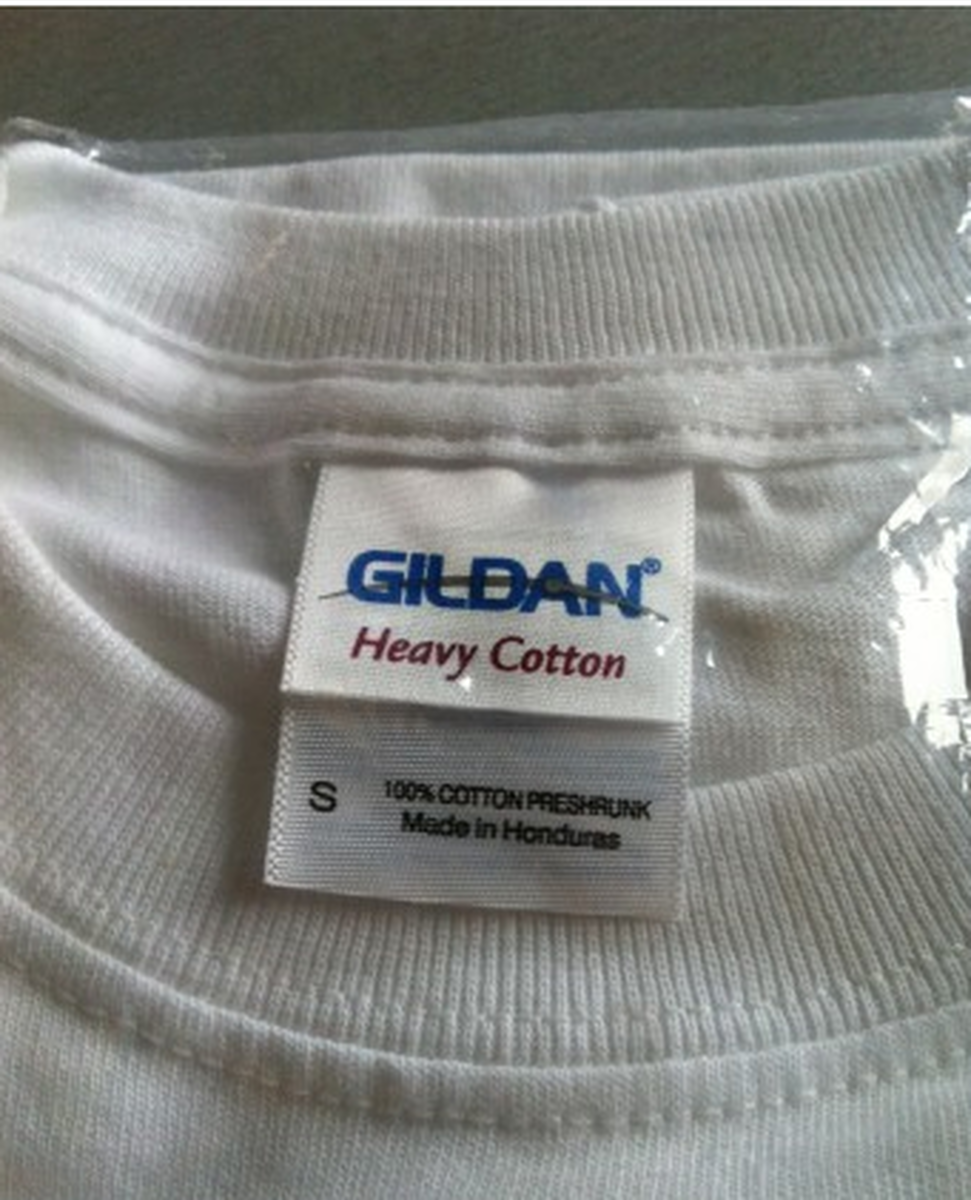 GILDAN®
Heavy Cotton
S 100% COTTON PRESHRUNK
Made in Honduras